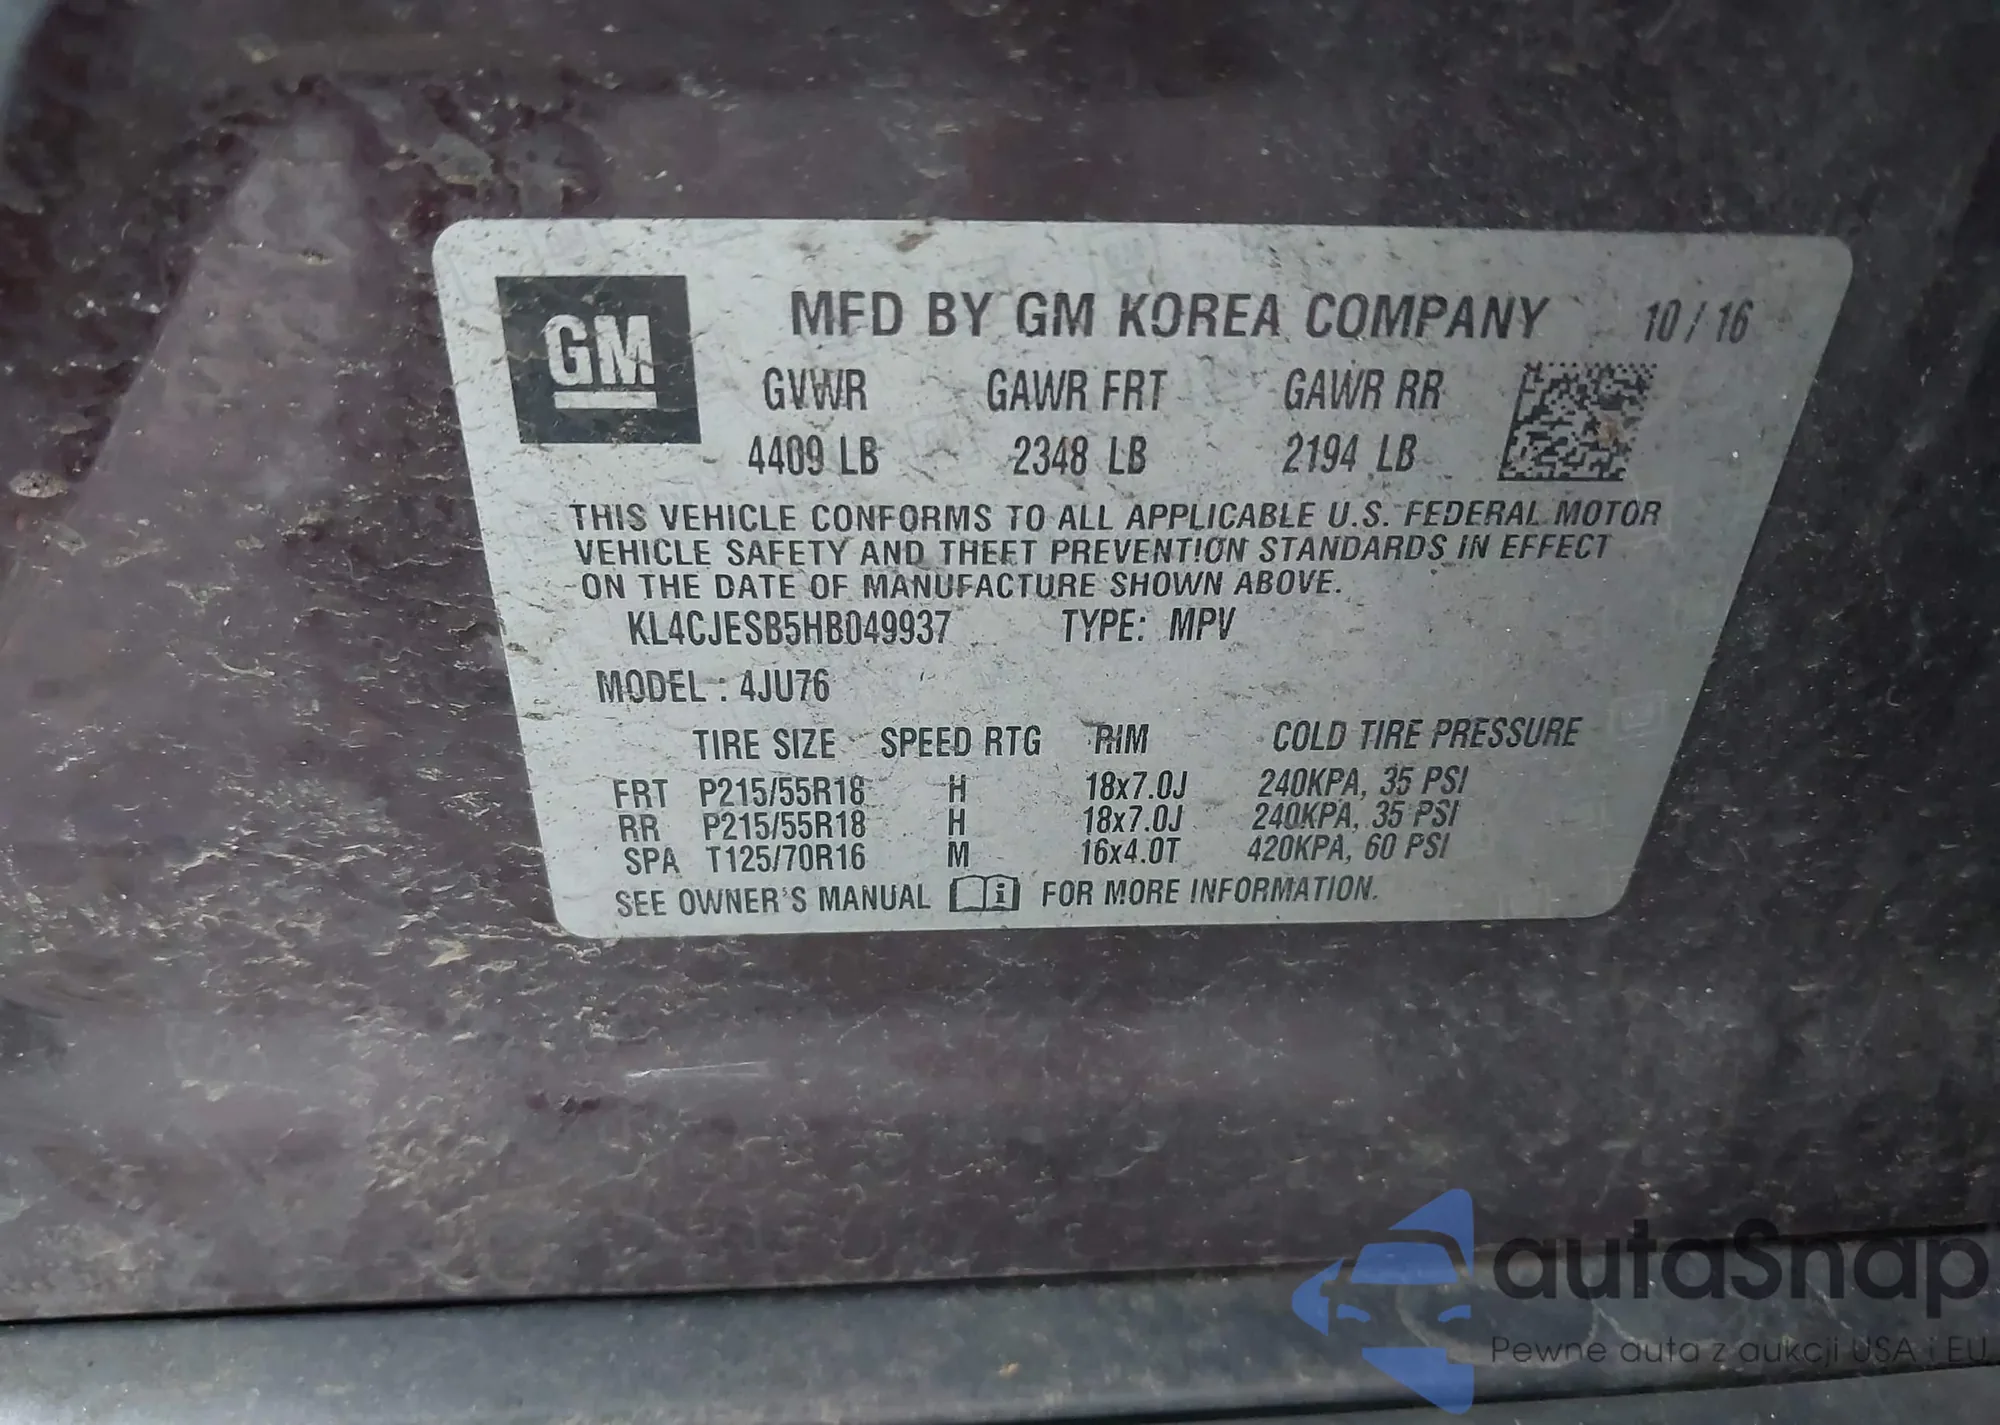 GM
MFD BY GM KOREA COMPANY 10 / 16
GVWR GAWR FRT GAWR RR
4409 LB 2348 LB 2194 LB
THIS VEHICLE CONFORMS TO ALL APPLICABLE U.S. FEDERAL MOTOR
VEHICLE SAFETY AND THEFT PREVENTION STANDARDS IN EFFECT
ON THE DATE OF MANUFACTURE SHOWN ABOVE.
KL4CJESB5HB049937 TYPE: MPV
MODEL : 4JU76
TIRE SIZE SPEED RTG RIM COLD TIRE PRESSURE
FRT P215/55R18 H 18x7.0J 240KPA, 35 PSI
RR P215/55R18 H 18x7.0J 240KPA, 35 PSI
SPA T125/70R16 M 16x4.0T 420KPA, 60 PSI
SEE OWNER'S MANUAL i FOR MORE INFORMATION.
autaSnap
Pewne auta z aukcji USA i EU